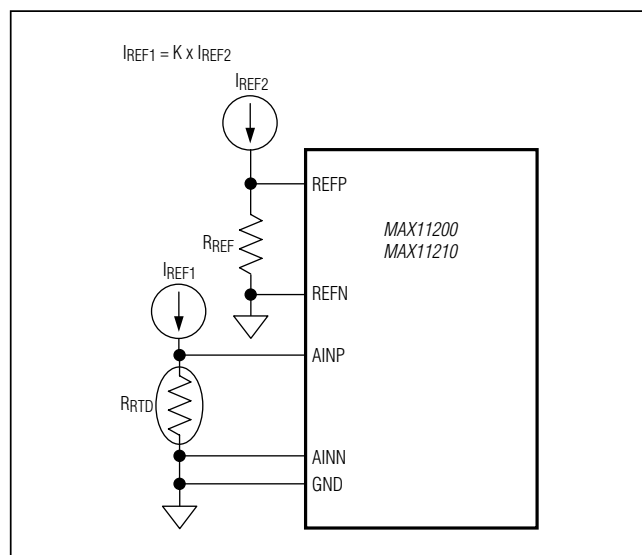 IREF1 = K x IREF2
IREF2
REFP
MAX11200
MAX11210
RREF
REFN
IREF1
AINP
RRTD
AINN
GND